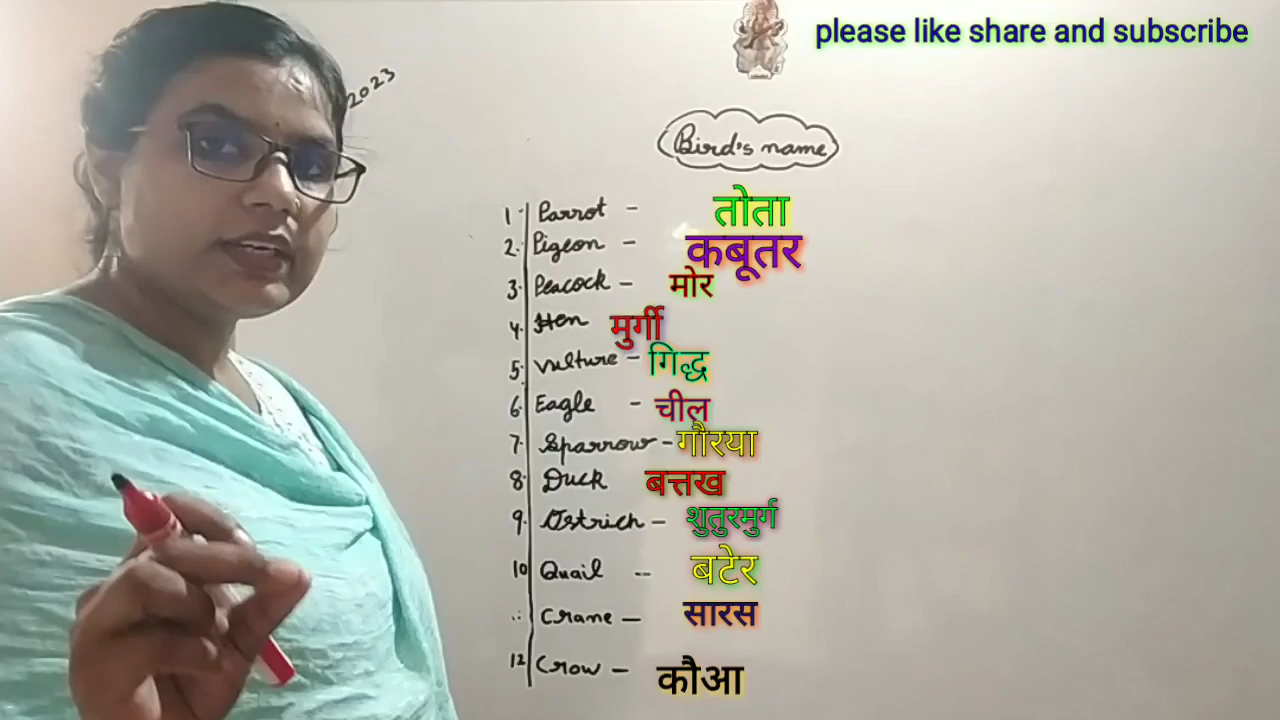 please like share and subscribe
2023
Bird's name
1. Parrot - तोता
2. Pigeon - कबूतर
3. Peacock - मोर
4. Hen मुर्गी
5. Vulture - गिद्ध
6. Eagle - चील
7. Sparrow - गौरया
8. Duck बत्तख
9. Ostrich - शुतुरमुर्ग
10 Quail -- बटेर
Crane - सारस
12 Crow - कौआ